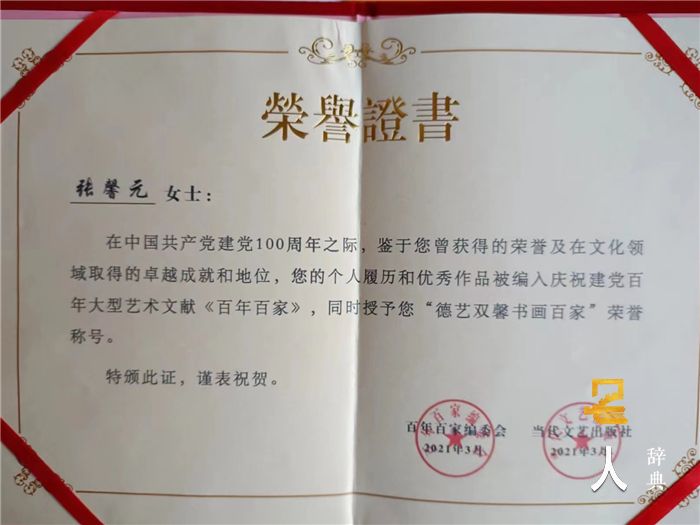 榮譽證書
张馨元 女士：
在中国共产党建党100周年之际，鉴于您曾获得的荣誉及在文化领
域取得的卓越成就和地位，您的个人履历和优秀作品被编入庆祝建党百
年大型艺术文献《百年百家》，同时授予您“德艺双馨书画百家”荣誉
称号。
特颁此证，谨表祝贺。
百年百家编委会 当代文艺出版社
2021年3月 2021年3月
人 辞典